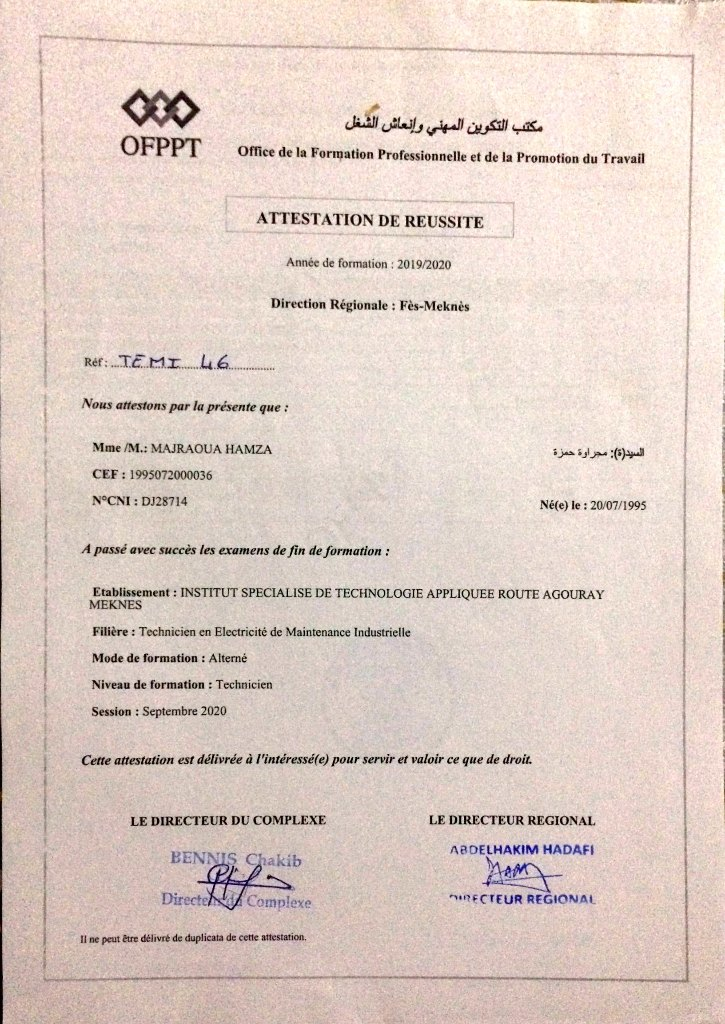 OFPPT
مكتب التكوين المهني وإنعاش الشغل
Office de la Formation Professionnelle et de la Promotion du Travail
ATTESTATION DE REUSSITE
Année de formation : 2019/2020
Direction Régionale : Fès-Meknès
Réf : TEMI 46
Nous attestons par la présente que :
Mme /M.: MAJRAOUA HAMZA
السيد(ة): مجراوة حمزة
CEF : 1995072000036
N°CNI : DJ28714
Né(e) le : 20/07/1995
A passé avec succès les examens de fin de formation :
Etablissement : INSTITUT SPECIALISE DE TECHNOLOGIE APPLIQUEE ROUTE AGOURAY
MEKNES
Filière : Technicien en Electricité de Maintenance Industrielle
Mode de formation : Alterné
Niveau de formation : Technicien
Session : Septembre 2020
Cette attestation est délivrée à l'intéressé(e) pour servir et valoir ce que de droit.
LE DIRECTEUR DU COMPLEXE
LE DIRECTEUR REGIONAL
BENNIS Chakib
Directeur du Complexe
ABDELHAKIM HADAFI
DIRECTEUR REGIONAL
Il ne peut être délivré de duplicata de cette attestation.